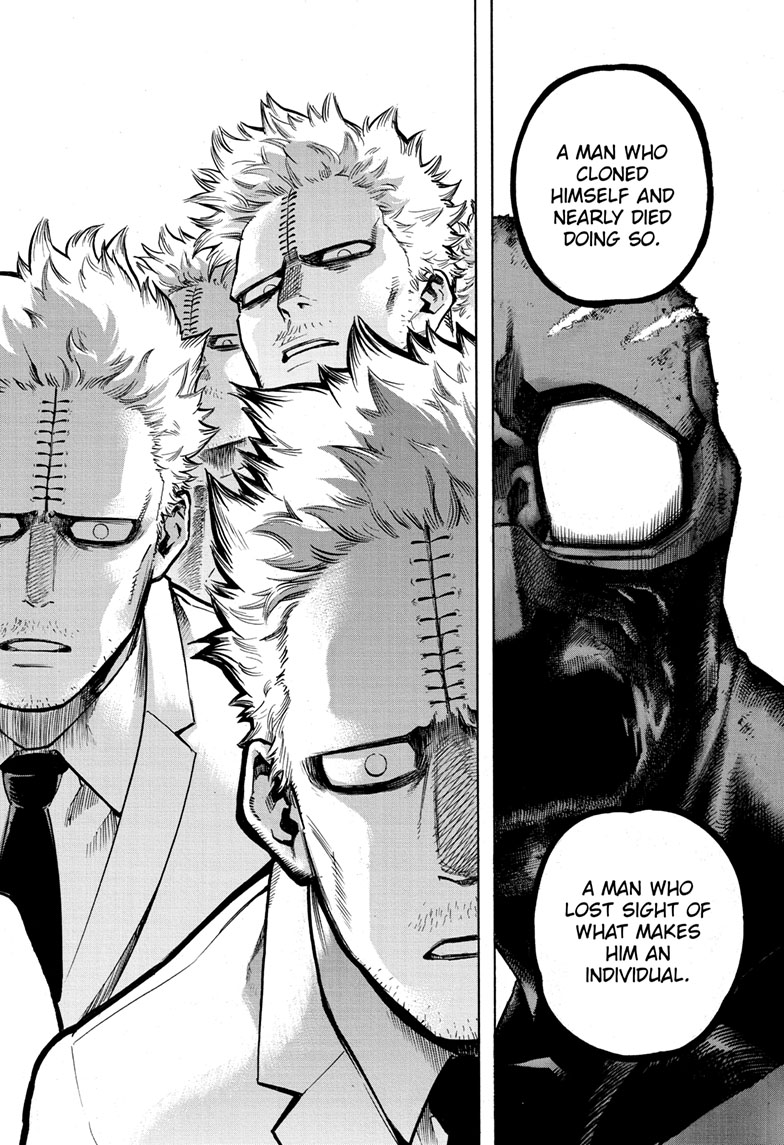 A MAN WHO
CLONED
HIMSELF AND
NEARLY DIED
DOING SO.
A MAN WHO
LOST SIGHT OF
WHAT MAKES
HIM AN
INDIVIDUAL.